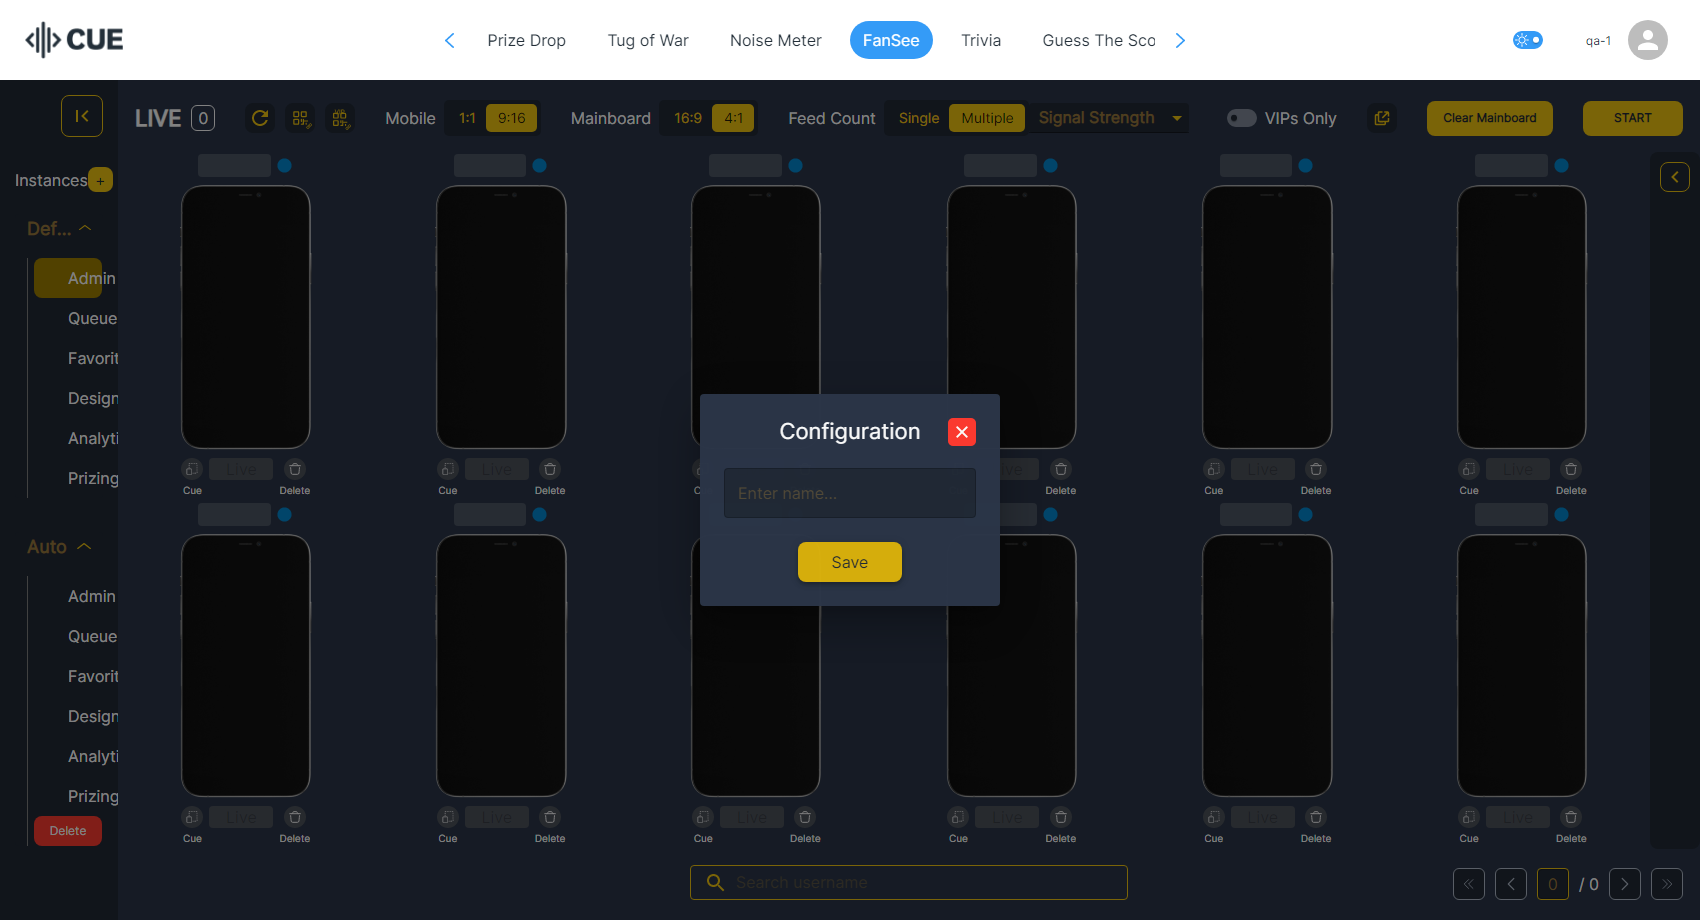 CUE
Prize Drop
Tug of War
Noise Meter
FanSee
Trivia
Guess The Sco
qa-1
LIVE 0
Mobile 1:1 9:16
Mainboard 16:9 4:1
Feed Count Single Multiple
Signal Strength
VIPs Only
Clear Mainboard
START
Instances +
Def...
Admin
Queue
Favorit
Design
Analyti
Prizing
Auto
Admin
Queue
Favorit
Design
Analyti
Prizing
Delete
Live
Cue Delete
Live
Cue Delete
Live
Delete
Live
Cue Delete
Live
Cue Delete
Configuration
Enter name...
Save
Live
Cue Delete
Live
Cue Delete
Live
Cue Delete
Live
Cue Delete
Live
Cue Delete
Live
Cue Delete
Search username
0 / 0